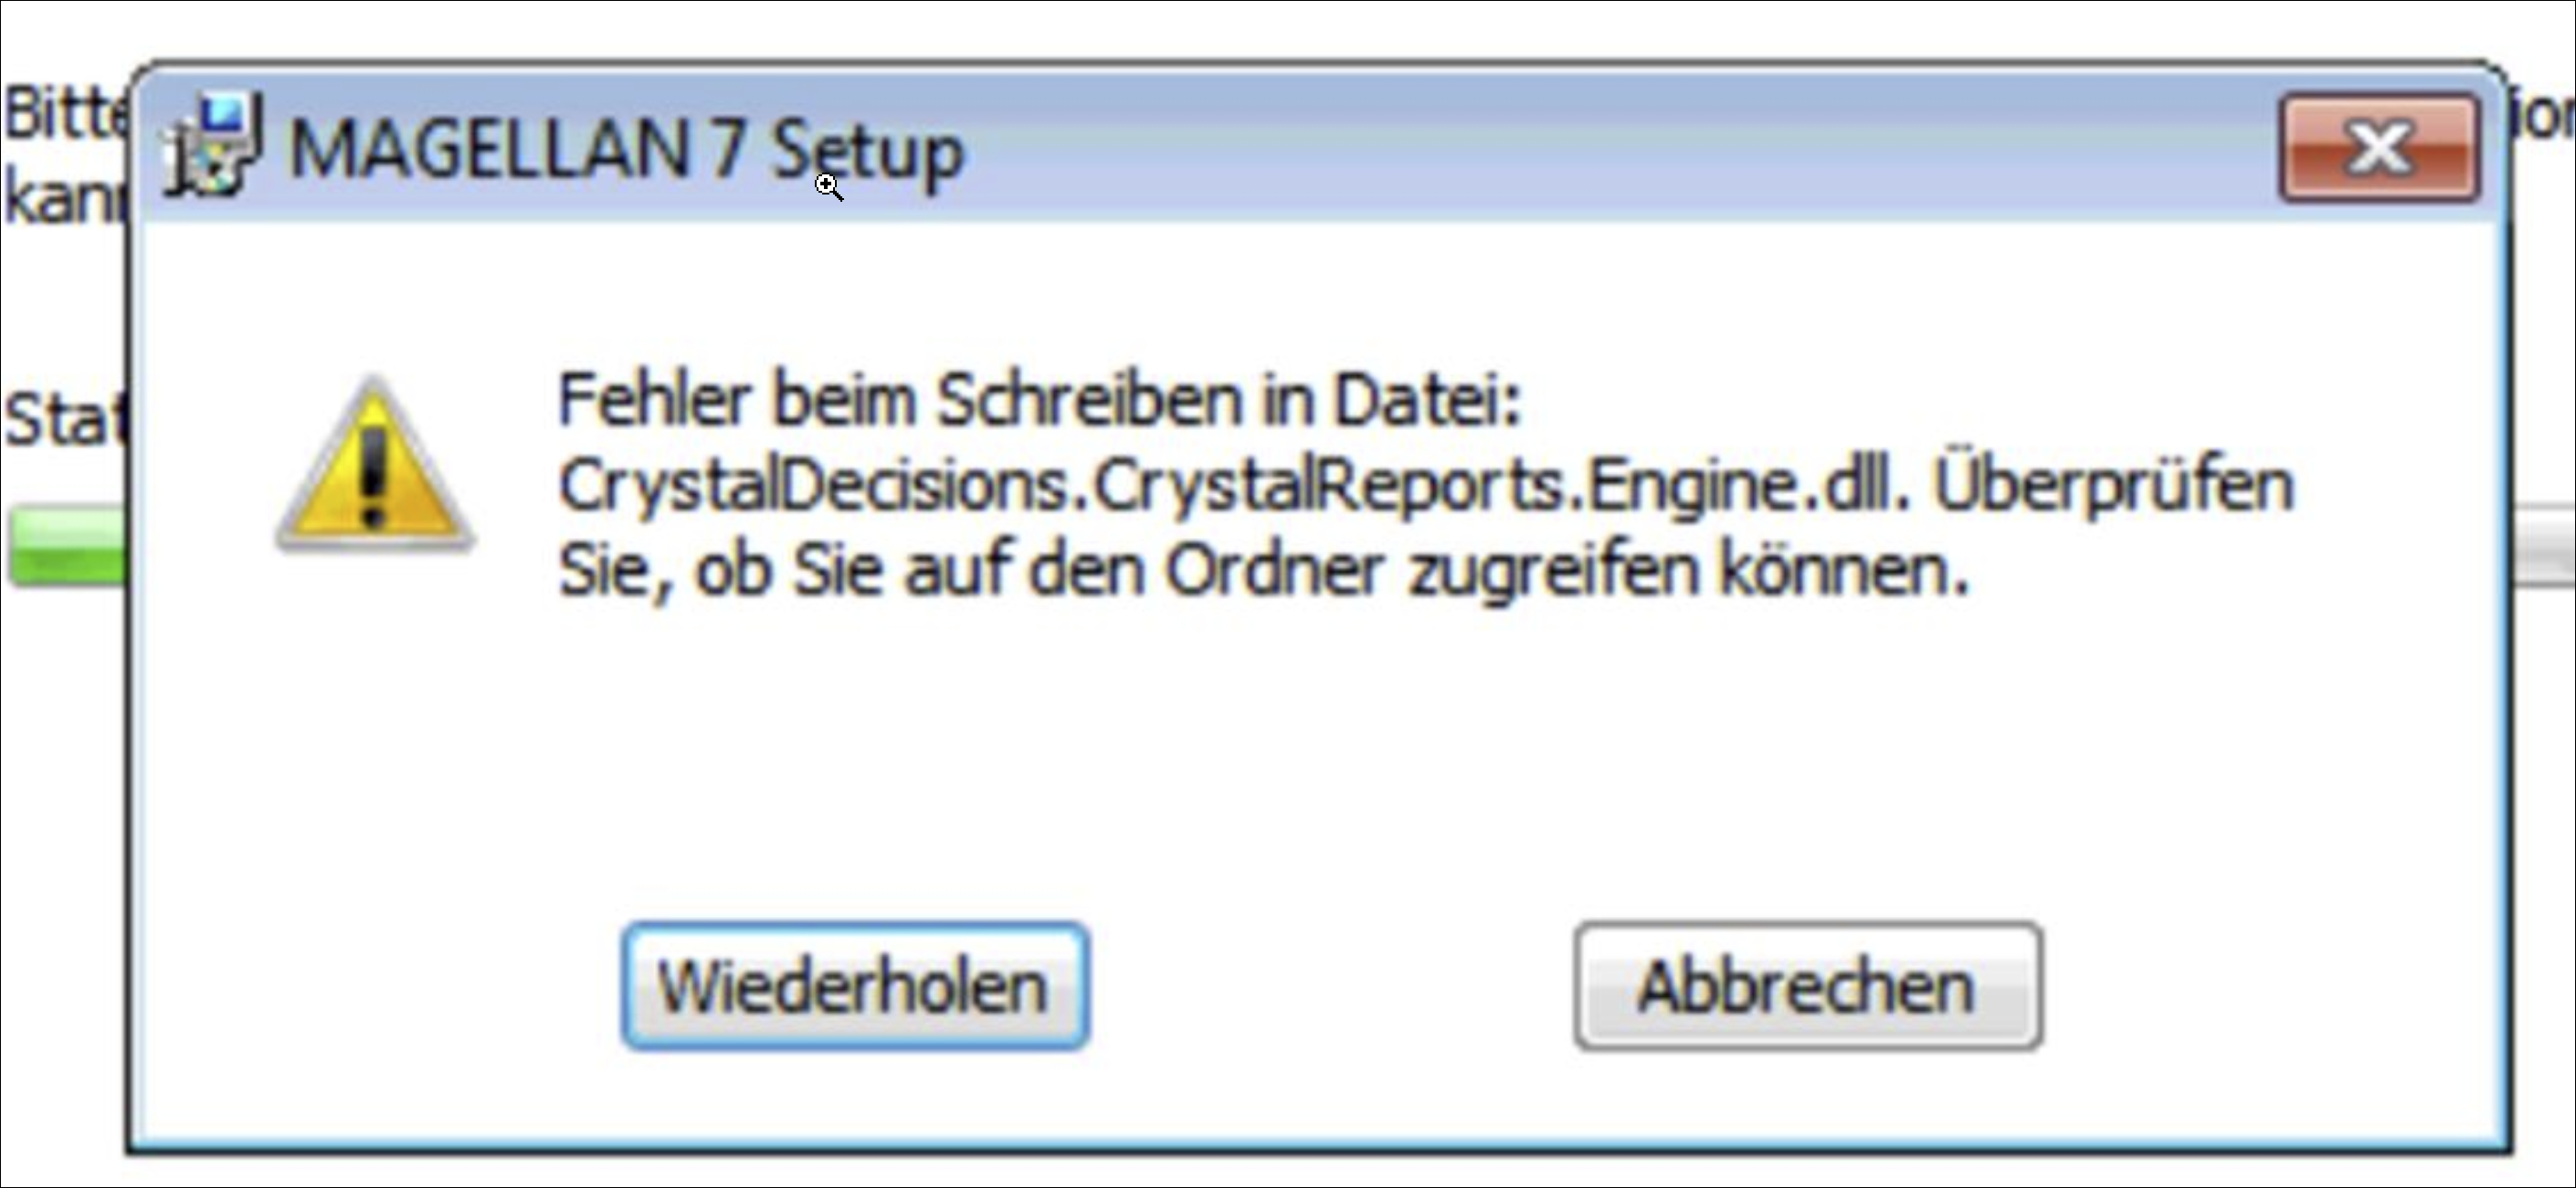 MAGELLAN 7 Setup
Bitte
kann
Fehler beim Schreiben in Datei:
CrystalDecisions.CrystalReports.Engine.dll. Überprüfen
Sie, ob Sie auf den Ordner zugreifen können.
Wiederholen Abbrechen